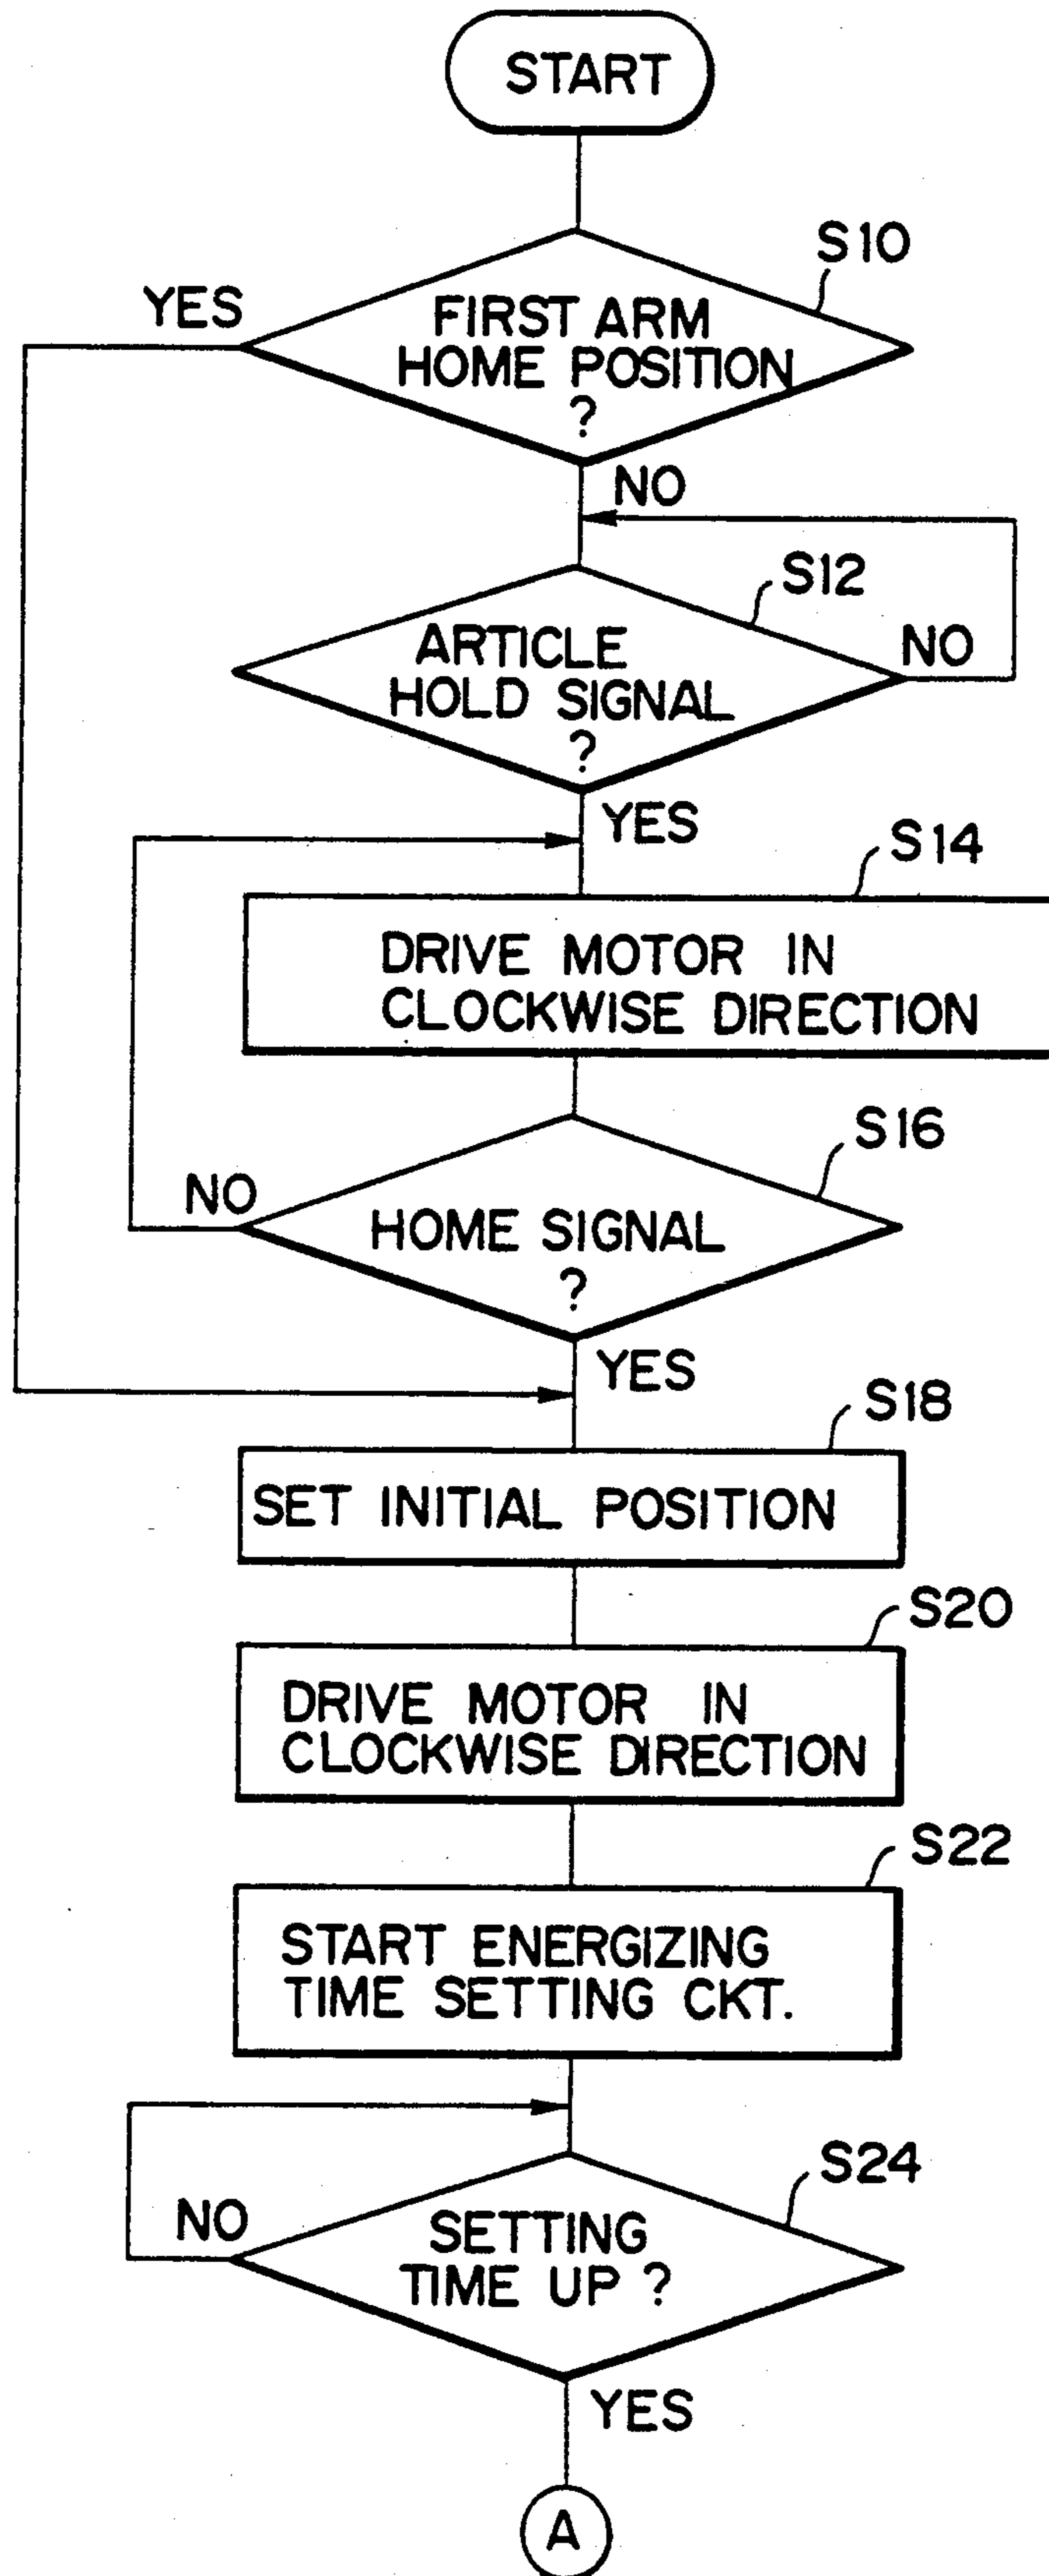 START
S10
YES
FIRST ARM
HOME POSITION
?
NO
S12
ARTICLE
HOLD SIGNAL
?
NO
YES
S14
DRIVE MOTOR IN
CLOCKWISE DIRECTION
S16
NO
HOME SIGNAL
?
YES
S18
SET INITIAL POSITION
S20
DRIVE MOTOR IN
CLOCKWISE DIRECTION
S22
START ENERGIZING
TIME SETTING CKT.
S24
NO
SETTING
TIME UP ?
YES
A